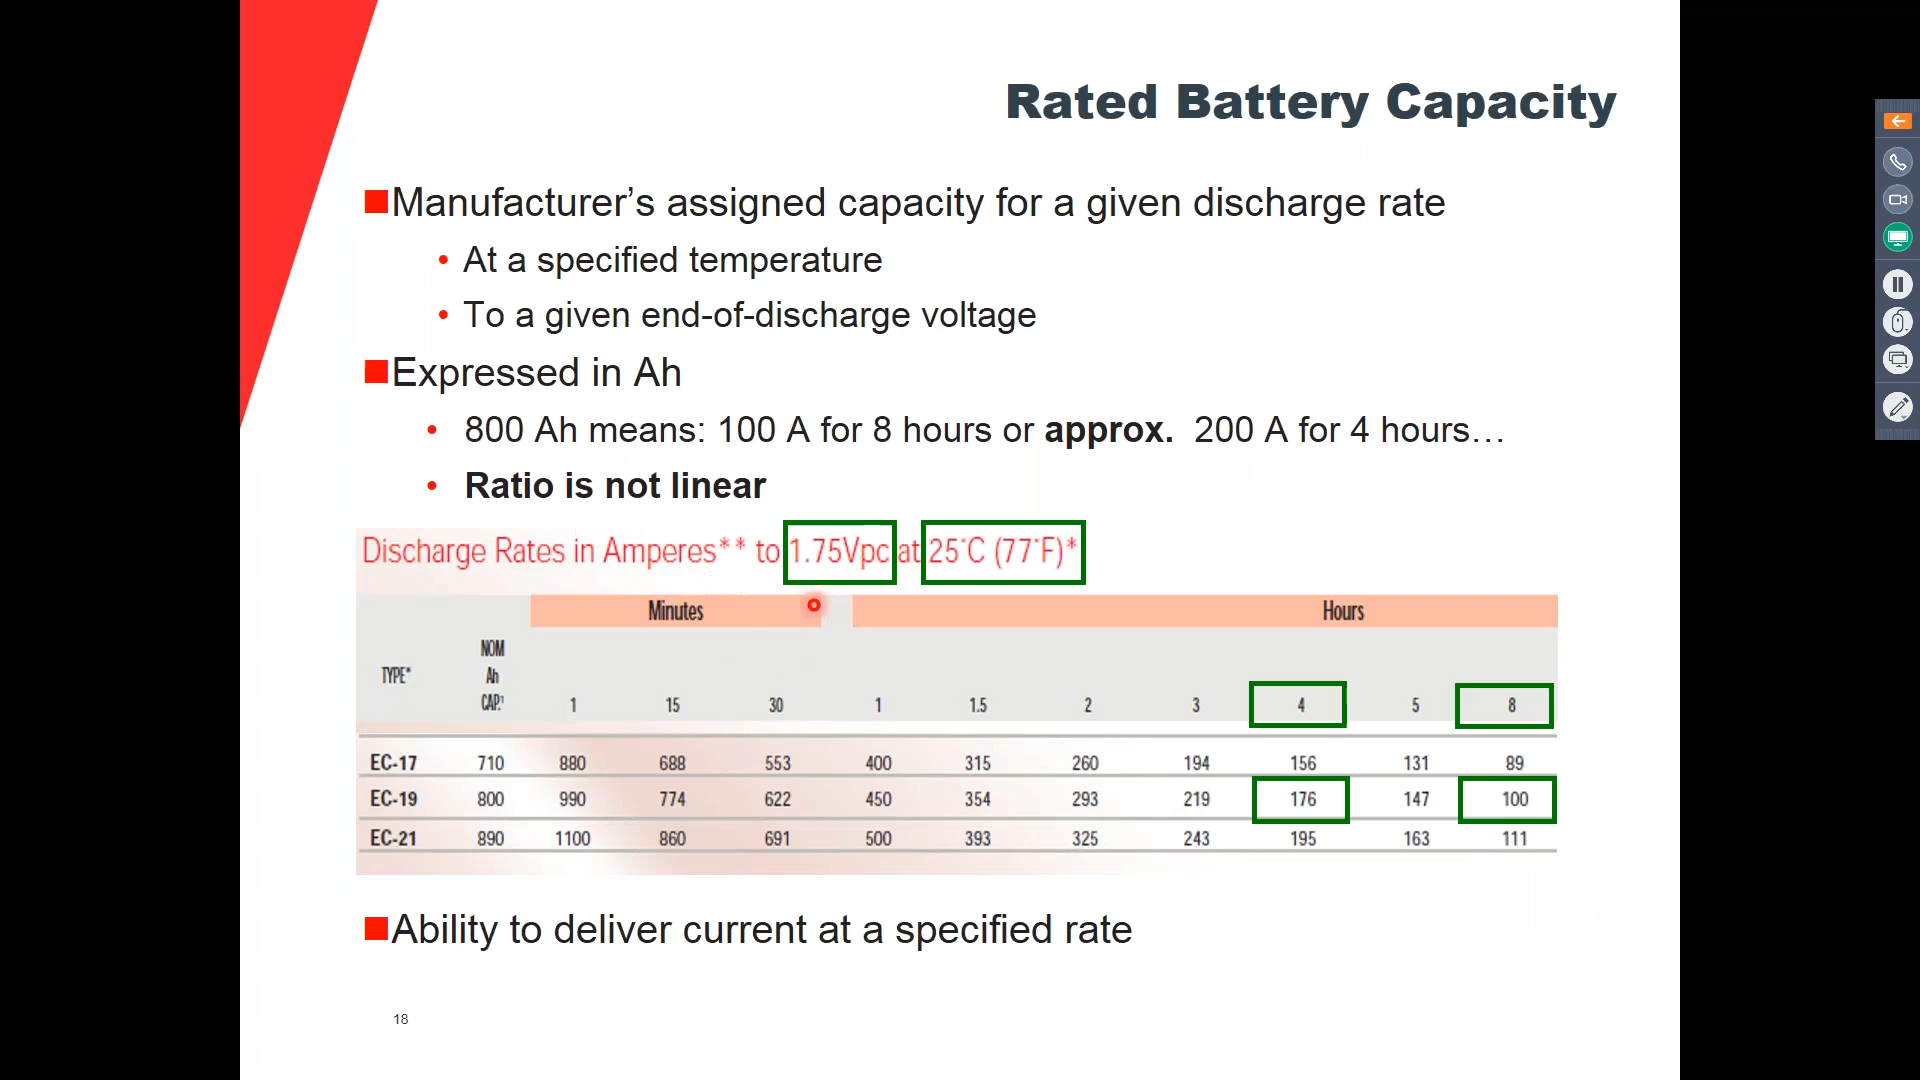 Rated Battery Capacity
Manufacturer’s assigned capacity for a given discharge rate
• At a specified temperature
• To a given end-of-discharge voltage
Expressed in Ah
• 800 Ah means: 100 A for 8 hours or approx. 200 A for 4 hours…
• Ratio is not linear
Discharge Rates in Amperes** to 1.75Vpc at 25°C (77°F)*
Minutes Hours
TYPE* NOM Ah CAP.¹ 1 15 30 1 1.5 2 3 4 5 8
EC-17 710 880 688 553 400 315 260 194 156 131 89
EC-19 800 990 774 622 450 354 293 219 176 147 100
EC-21 890 1100 860 691 500 393 325 243 195 163 111
Ability to deliver current at a specified rate
18